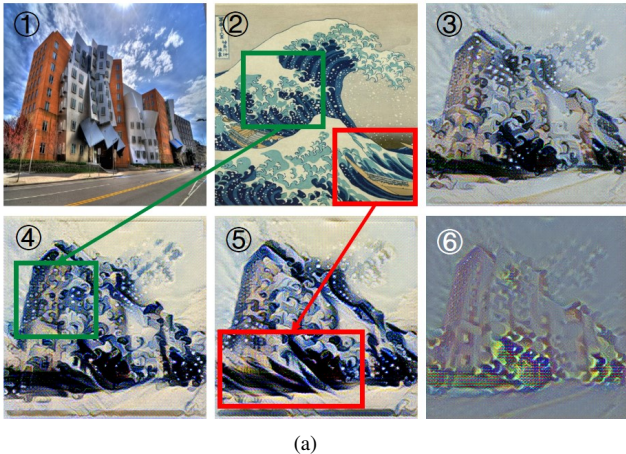 ① ② ③
④ ⑤ ⑥
(a)